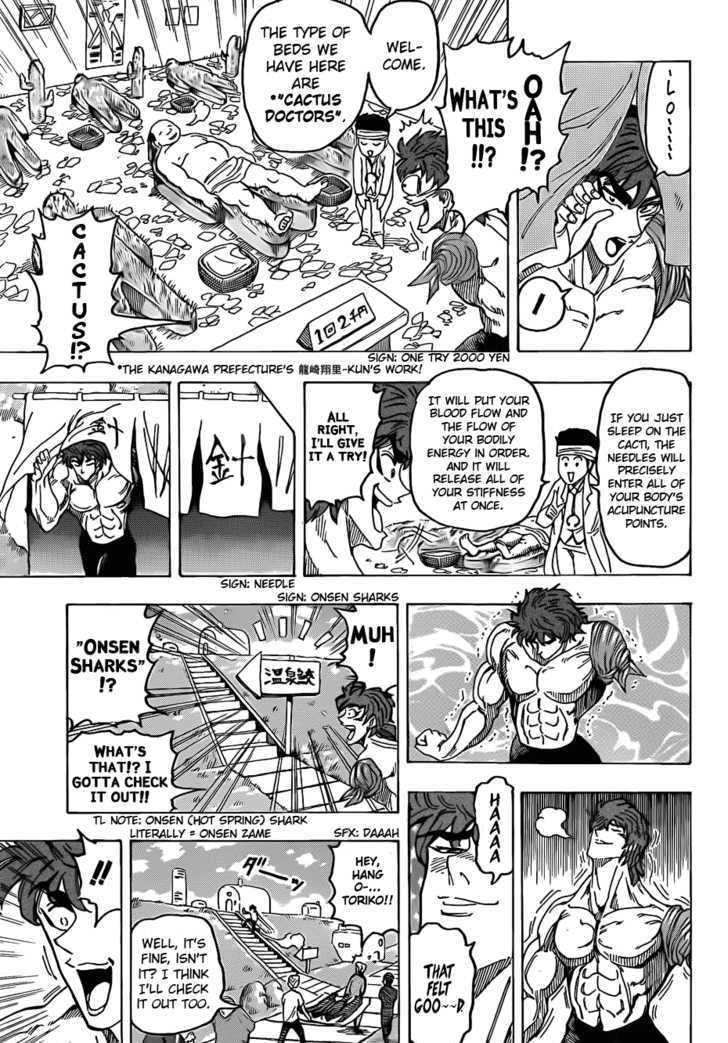 じ〜〜〜
OAH!?
WHAT'S
THIS
!!?
WEL-
COME.
THE TYPE OF
BEDS WE
HAVE HERE
ARE
*"CACTUS
DOCTORS".
!
CACTUS!?
1回2千円
SIGN: ONE TRY 2000 YEN
*THE KANAGAWA PREFECTURE'S 龍崎翔里-KUN'S WORK!
IF YOU JUST
SLEEP ON THE
CACTI, THE
NEEDLES WILL
PRECISELY
ENTER ALL OF
YOUR BODY'S
ACUPUNCTURE
POINTS.
IT WILL PUT YOUR
BLOOD FLOW AND
THE FLOW OF
YOUR BODILY
ENERGY IN ORDER.
AND IT WILL
RELEASE ALL OF
YOUR STIFFNESS
AT ONCE.
ALL
RIGHT,
I'LL GIVE
IT A TRY!
針
針
SIGN: NEEDLE
SIGN: ONSEN SHARKS
MUH!
温泉鮫
"ONSEN
SHARKS"
!?
WHAT'S
THAT!? I
GOTTA CHECK
IT OUT!!
TL NOTE: ONSEN (HOT SPRING) SHARK
LITERALLY = ONSEN ZAME
HAAAA
THAT
FELT
GOO~~D.
SFX: DAAAH
HEY,
HANG
O-...
TORIKO!!
ダーッ
WELL, IT'S
FINE, ISN'T
IT? I THINK
I'LL CHECK
IT OUT TOO.
!!